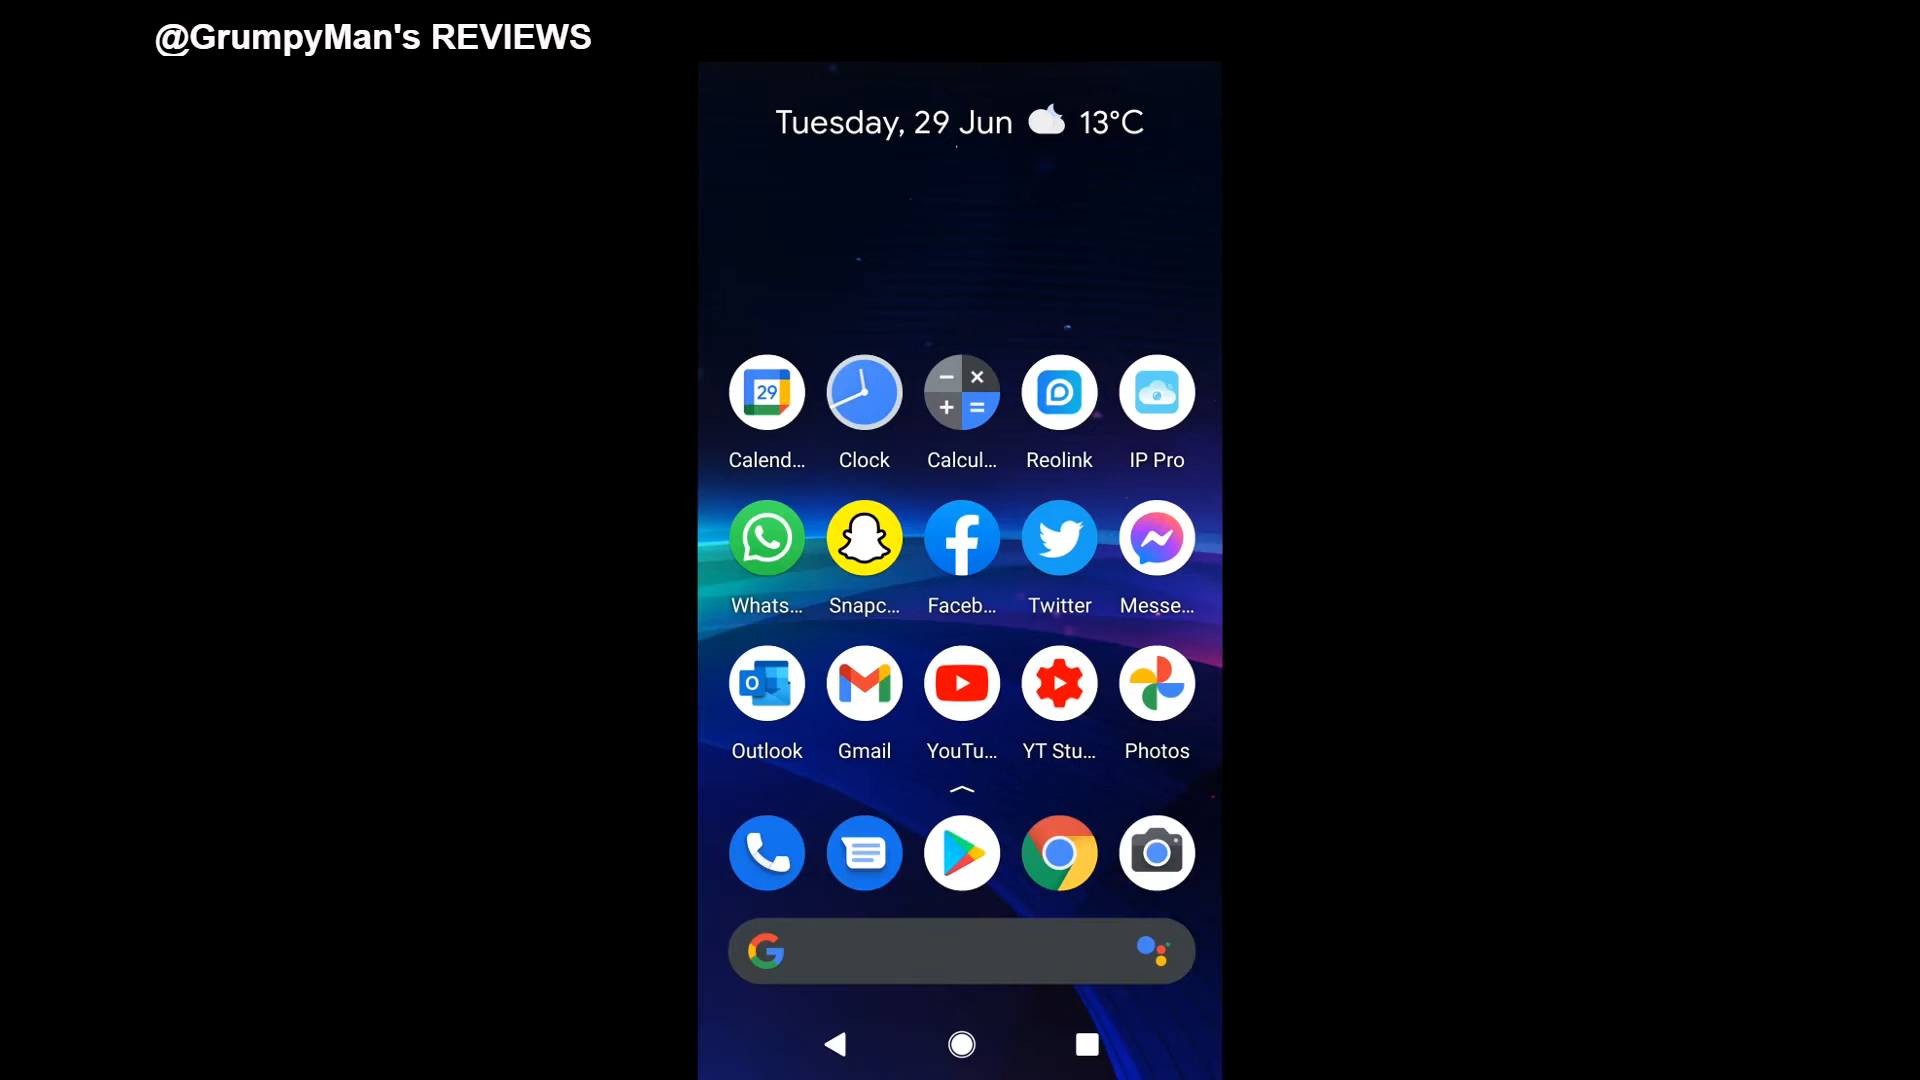 @GrumpyMan's REVIEWS
Tuesday, 29 Jun 13°C
29
Calend... Clock Calcul... Reolink IP Pro
Whats... Snapc... Faceb... Twitter Messe...
Outlook Gmail YouTu... YT Stu... Photos